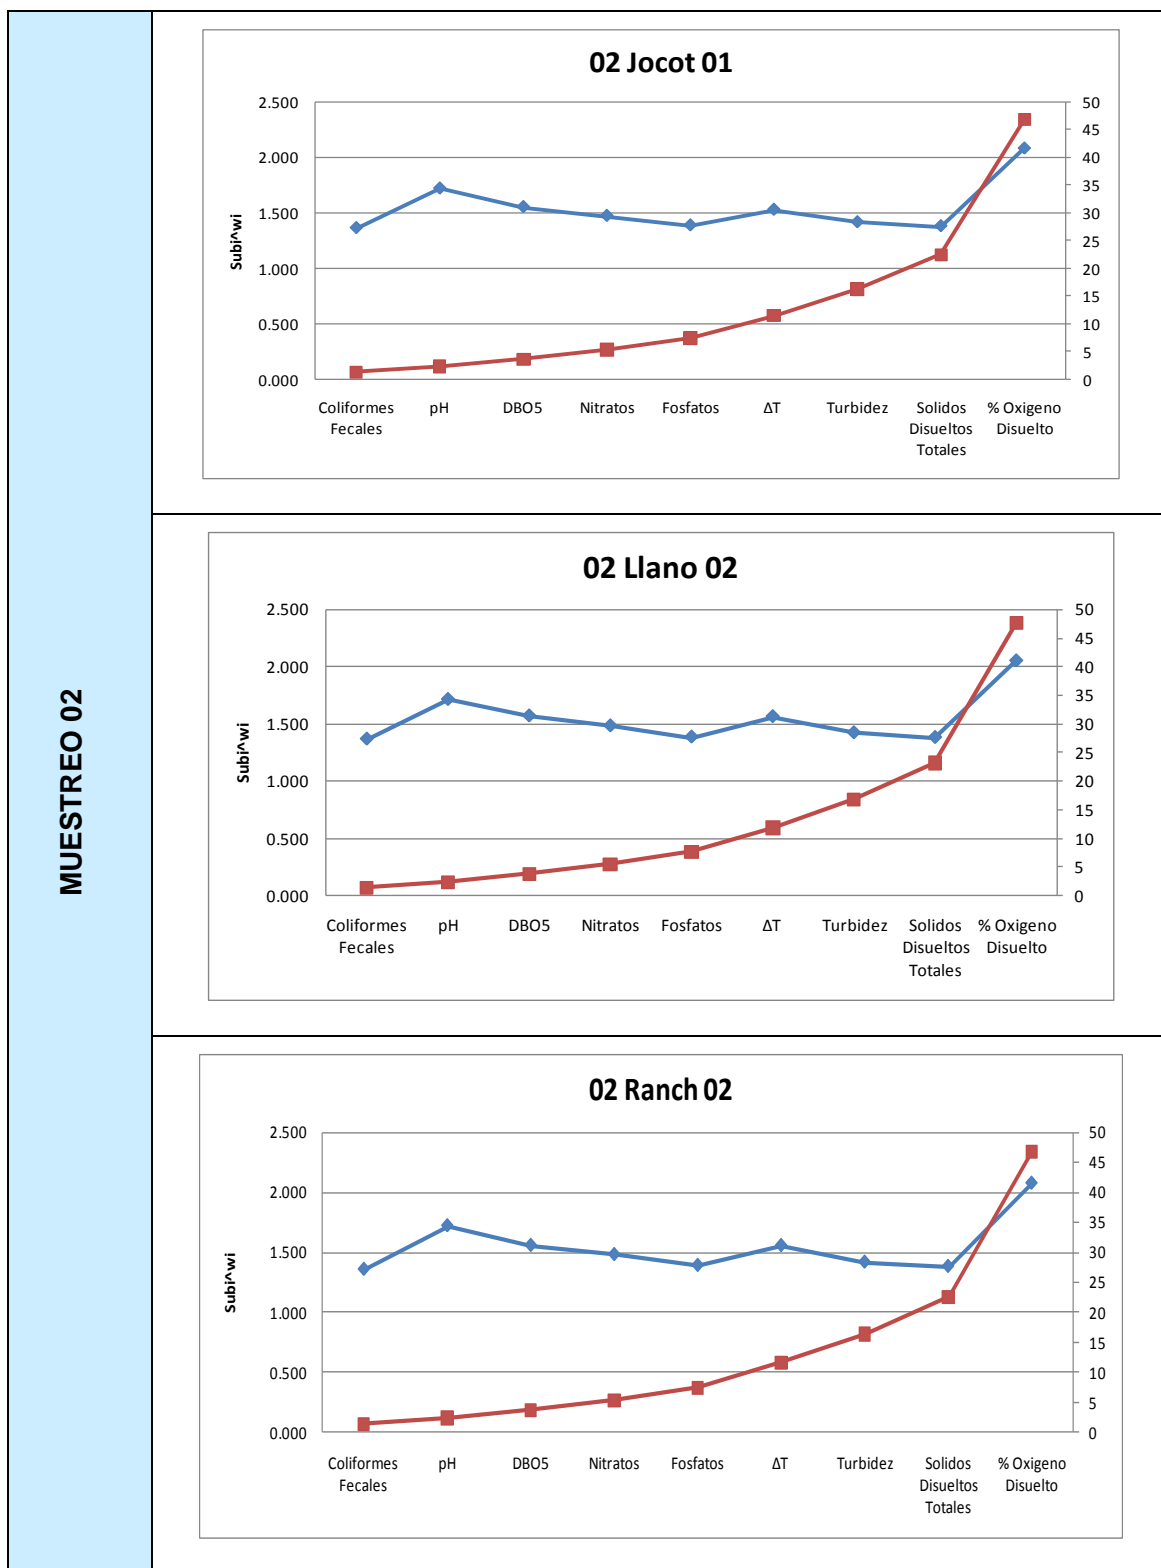 MUESTREO 02
02 Jocot 01
2.500
2.000
1.500
1.000
0.500
0.000
Subi^wi
50
45
40
35
30
25
20
15
10
5
0
Coliformes
Fecales
pH
DBO5
Nitratos
Fosfatos
ΔT
Turbidez
Solidos
Disueltos
Totales
% Oxigeno
Disuelto
02 Llano 02
2.500
2.000
1.500
1.000
0.500
0.000
Subi^wi
50
45
40
35
30
25
20
15
10
5
0
Coliformes
Fecales
pH
DBO5
Nitratos
Fosfatos
ΔT
Turbidez
Solidos
Disueltos
Totales
% Oxigeno
Disuelto
02 Ranch 02
2.500
2.000
1.500
1.000
0.500
0.000
Subi^wi
50
45
40
35
30
25
20
15
10
5
0
Coliformes
Fecales
pH
DBO5
Nitratos
Fosfatos
ΔT
Turbidez
Solidos
Disueltos
Totales
% Oxigeno
Disuelto